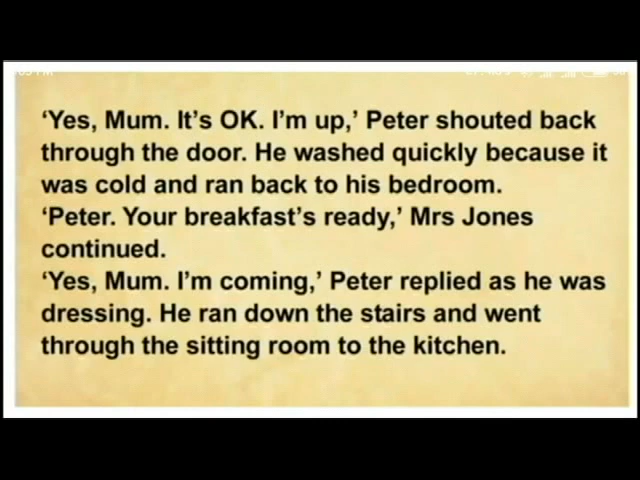 ‘Yes, Mum. It’s OK. I’m up,’ Peter shouted back
through the door. He washed quickly because it
was cold and ran back to his bedroom.
‘Peter. Your breakfast’s ready,’ Mrs Jones
continued.
‘Yes, Mum. I’m coming,’ Peter replied as he was
dressing. He ran down the stairs and went
through the sitting room to the kitchen.